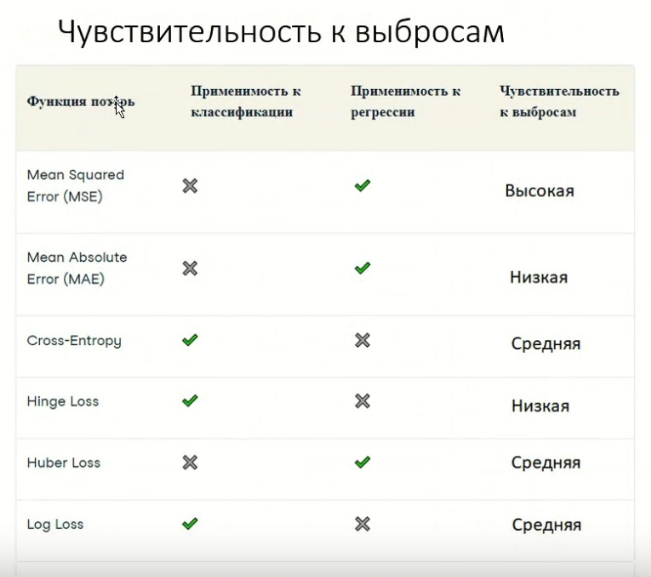 Чувствительность к выбросам
Функция потерь
Применимость к
классификации
Применимость к
регрессии
Чувствительность
к выбросам
Mean Squared
Error (MSE)
Высокая
Mean Absolute
Error (MAE)
Низкая
Cross-Entropy
Средняя
Hinge Loss
Низкая
Huber Loss
Средняя
Log Loss
Средняя